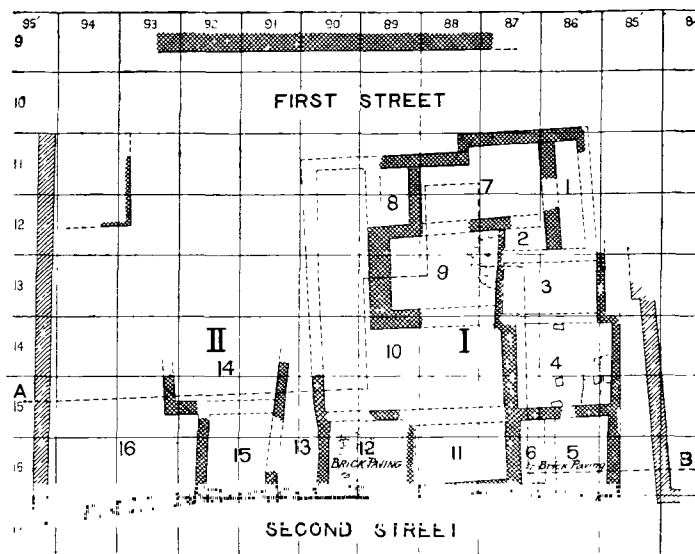 95' 94 93 92 91 90' 89 88 87 86 85' 84
9
10 FIRST STREET
11 8 7 1
12 2
13 9 3
14 II 14 10 I 4
A
15
16 15 13 12 11 6 5 B
16 BRICK PAVING BRICK PAVING
SECOND STREET